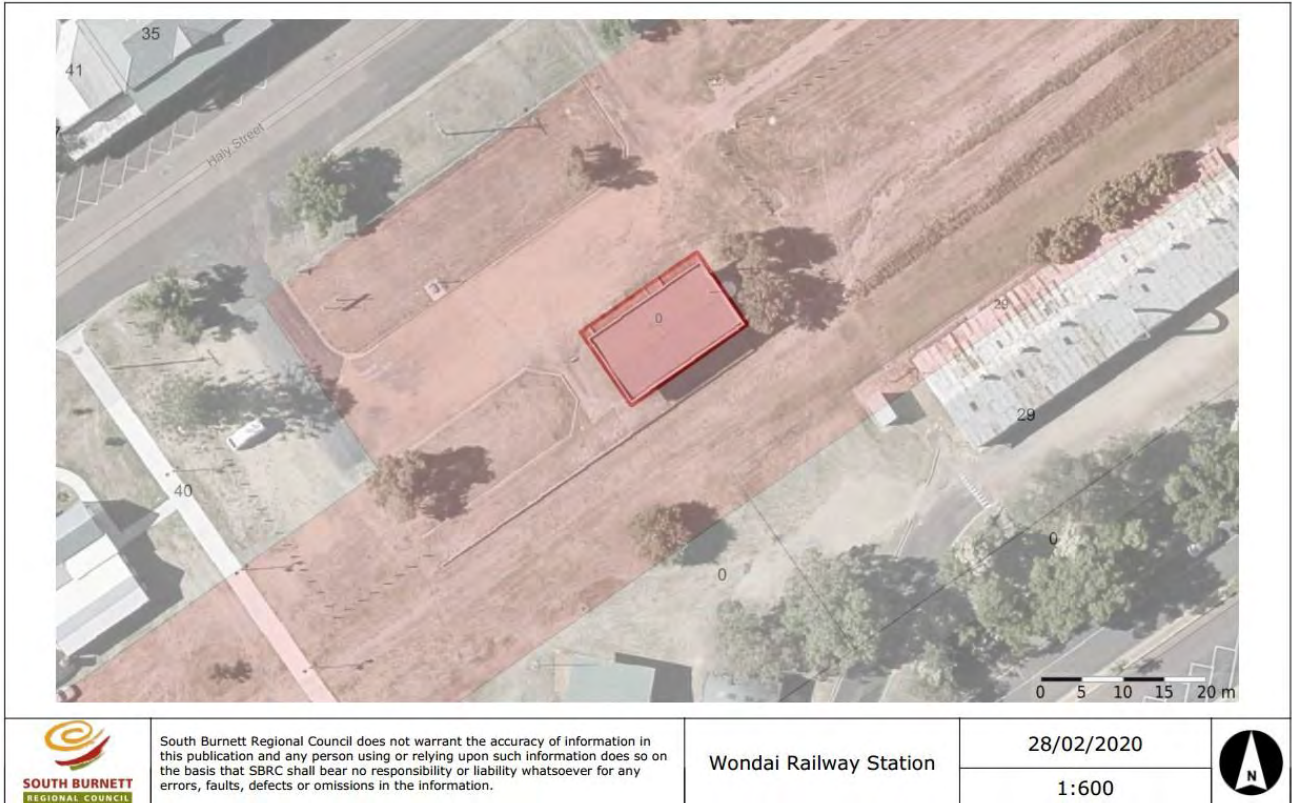 35
41
Haly Street
0
29
29
40
0
0
0 5 10 15 20 m
SOUTH BURNETT
REGIONAL COUNCIL
South Burnett Regional Council does not warrant the accuracy of information in
this publication and any person using or relying upon such information does so on
the basis that SBRC shall bear no responsibility or liability whatsoever for any
errors, faults, defects or omissions in the information.
Wondai Railway Station
28/02/2020
1:600
N